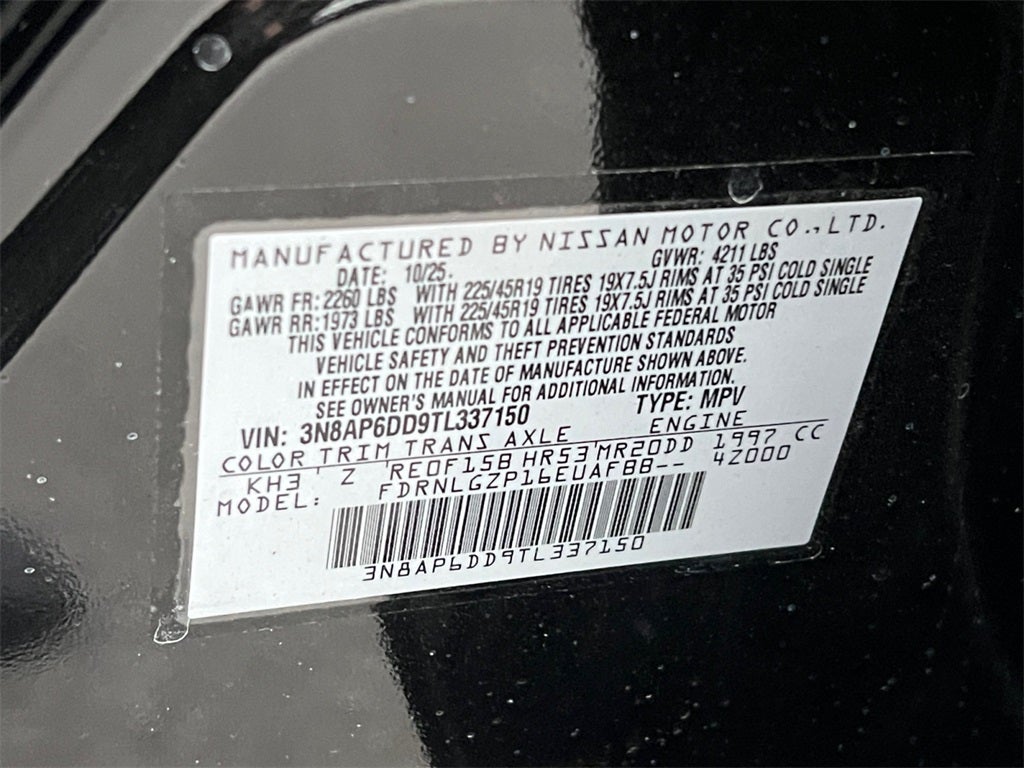 MANUFACTURED BY NISSAN MOTOR CO., LTD.
DATE: 10/25. GVWR: 4211 LBS
GAWR FR: 2260 LBS WITH 225/45R19 TIRES 19X7.5J RIMS AT 35 PSI COLD SINGLE
GAWR RR: 1973 LBS WITH 225/45R19 TIRES 19X7.5J RIMS AT 35 PSI COLD SINGLE
THIS VEHICLE CONFORMS TO ALL APPLICABLE FEDERAL MOTOR
VEHICLE SAFETY AND THEFT PREVENTION STANDARDS
IN EFFECT ON THE DATE OF MANUFACTURE SHOWN ABOVE.
SEE OWNER'S MANUAL FOR ADDITIONAL INFORMATION.
VIN: 3N8AP6DD9TL337150 TYPE: MPV
COLOR TRIM TRANS AXLE ENGINE
KH3 Z RE0F15B HR53 MR20DD 1997 CC
MODEL: FDRNLGZP16EUAFBB-- 4Z000
3N8AP6DD9TL337150